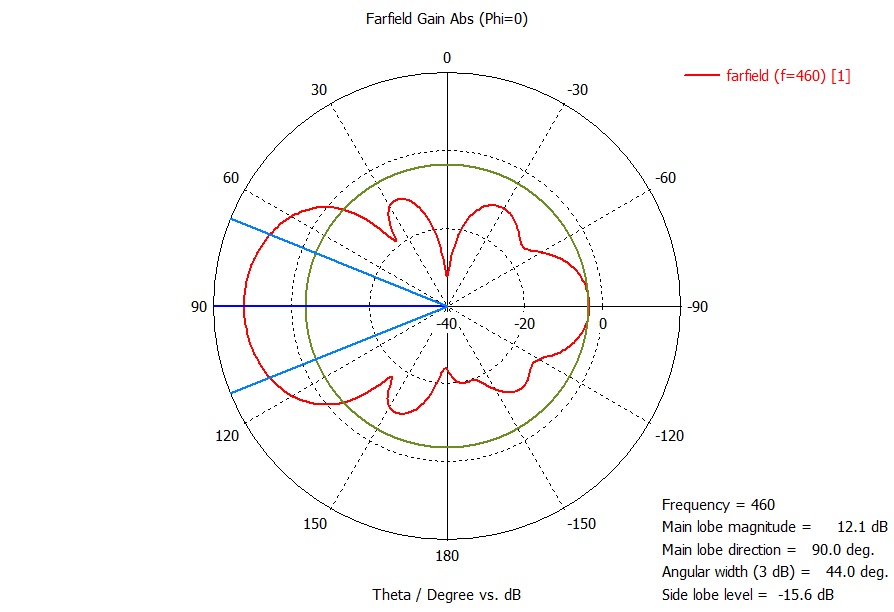 Farfield Gain Abs (Phi=0)
0
30
-30
farfield (f=460) [1]
60
-60
90
-90
-40
-20
0
120
-120
150
-150
180
Frequency = 460
Main lobe magnitude = 12.1 dB
Main lobe direction = 90.0 deg.
Angular width (3 dB) = 44.0 deg.
Side lobe level = -15.6 dB
Theta / Degree vs. dB